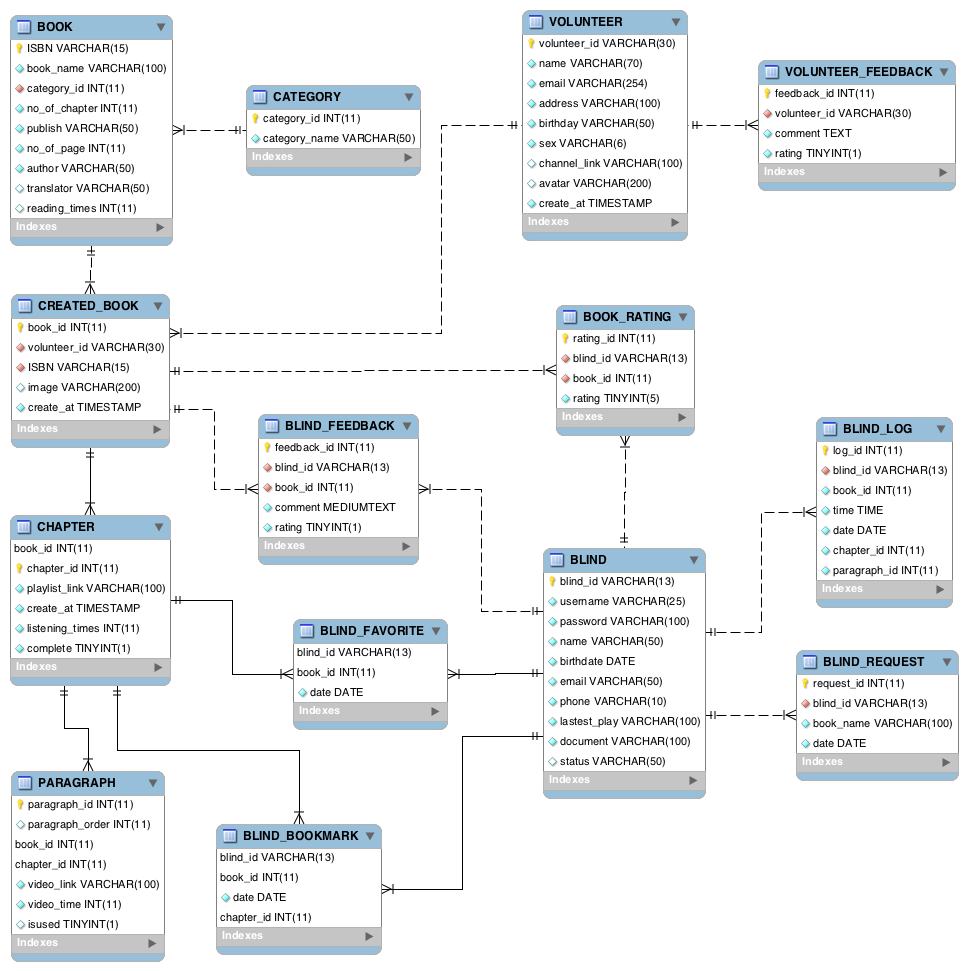 BOOK
ISBN VARCHAR(15)
book_name VARCHAR(100)
category_id INT(11)
no_of_chapter INT(11)
publish VARCHAR(50)
no_of_page INT(11)
author VARCHAR(50)
translator VARCHAR(50)
reading_times INT(11)
Indexes
CATEGORY
category_id INT(11)
category_name VARCHAR(50)
Indexes
VOLUNTEER
volunteer_id VARCHAR(30)
name VARCHAR(70)
email VARCHAR(254)
address VARCHAR(100)
birthday VARCHAR(50)
sex VARCHAR(6)
channel_link VARCHAR(100)
avatar VARCHAR(200)
create_at TIMESTAMP
Indexes
VOLUNTEER_FEEDBACK
feedback_id INT(11)
volunteer_id VARCHAR(30)
comment TEXT
rating TINYINT(1)
Indexes
CREATED_BOOK
book_id INT(11)
volunteer_id VARCHAR(30)
ISBN VARCHAR(15)
image VARCHAR(200)
create_at TIMESTAMP
Indexes
BOOK_RATING
rating_id INT(11)
blind_id VARCHAR(13)
book_id INT(11)
rating TINYINT(5)
Indexes
BLIND_FEEDBACK
feedback_id INT(11)
blind_id VARCHAR(13)
book_id INT(11)
comment MEDIUMTEXT
rating TINYINT(1)
Indexes
BLIND_LOG
log_id INT(11)
blind_id VARCHAR(13)
book_id INT(11)
time TIME
date DATE
chapter_id INT(11)
paragraph_id INT(11)
Indexes
CHAPTER
book_id INT(11)
chapter_id INT(11)
playlist_link VARCHAR(100)
create_at TIMESTAMP
listening_times INT(11)
complete TINYINT(1)
Indexes
BLIND
blind_id VARCHAR(13)
username VARCHAR(25)
password VARCHAR(100)
name VARCHAR(50)
birthdate DATE
email VARCHAR(50)
phone VARCHAR(10)
lastest_play VARCHAR(100)
document VARCHAR(100)
status VARCHAR(50)
Indexes
BLIND_FAVORITE
blind_id VARCHAR(13)
book_id INT(11)
date DATE
Indexes
BLIND_REQUEST
request_id INT(11)
blind_id VARCHAR(13)
book_name VARCHAR(100)
date DATE
Indexes
PARAGRAPH
paragraph_id INT(11)
paragraph_order INT(11)
book_id INT(11)
chapter_id INT(11)
video_link VARCHAR(100)
video_time INT(11)
isused TINYINT(1)
Indexes
BLIND_BOOKMARK
blind_id VARCHAR(13)
book_id INT(11)
date DATE
chapter_id INT(11)
Indexes